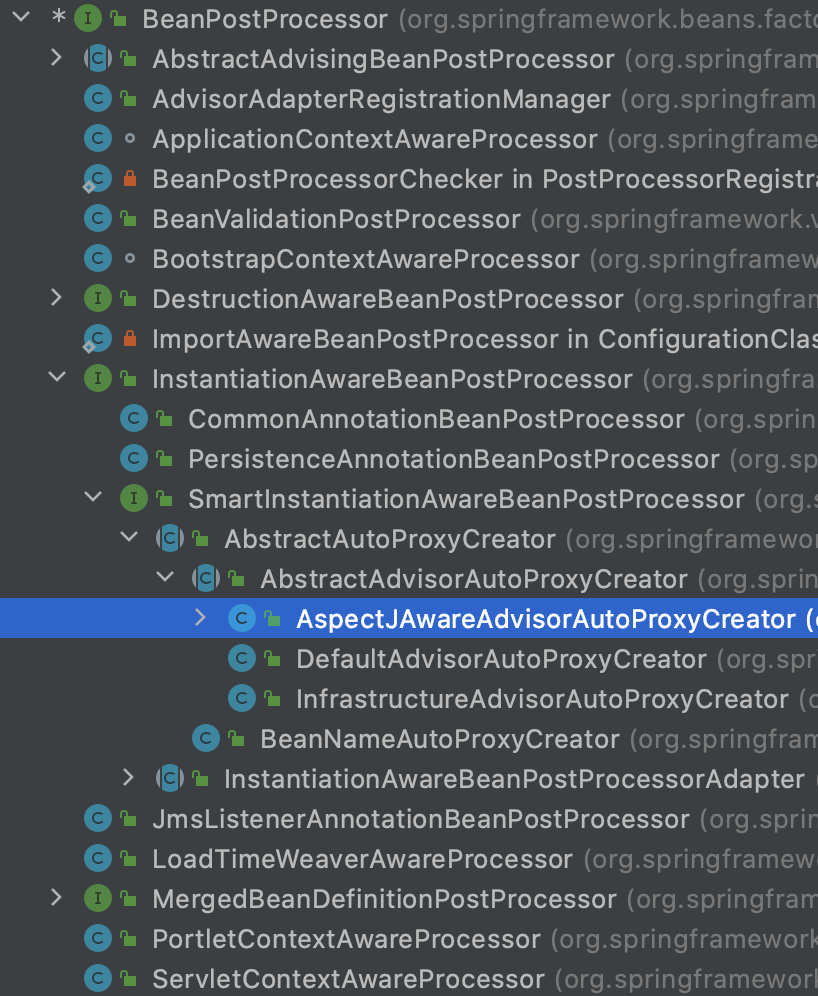 * I BeanPostProcessor (org.springframework.beans.facto
C AbstractAdvisingBeanPostProcessor (org.springfram
C AdvisorAdapterRegistrationManager (org.springfram
C ApplicationContextAwareProcessor (org.springframe
C BeanPostProcessorChecker in PostProcessorRegistra
C BeanValidationPostProcessor (org.springframework.v
C BootstrapContextAwareProcessor (org.springframew
I DestructionAwareBeanPostProcessor (org.springfram
C ImportAwareBeanPostProcessor in ConfigurationClas
I InstantiationAwareBeanPostProcessor (org.springfra
C CommonAnnotationBeanPostProcessor (org.sprin
C PersistenceAnnotationBeanPostProcessor (org.sp
I SmartInstantiationAwareBeanPostProcessor (org.s
C AbstractAutoProxyCreator (org.springframewor
C AbstractAdvisorAutoProxyCreator (org.sprin
C AspectJAwareAdvisorAutoProxyCreator (o
C DefaultAdvisorAutoProxyCreator (org.spr
C InfrastructureAdvisorAutoProxyCreator (o
C BeanNameAutoProxyCreator (org.springfram
C InstantiationAwareBeanPostProcessorAdapter (
C JmsListenerAnnotationBeanPostProcessor (org.sprin
C LoadTimeWeaverAwareProcessor (org.springframew
I MergedBeanDefinitionPostProcessor (org.springfram
C PortletContextAwareProcessor (org.springframework
C ServletContextAwareProcessor (org.springframework